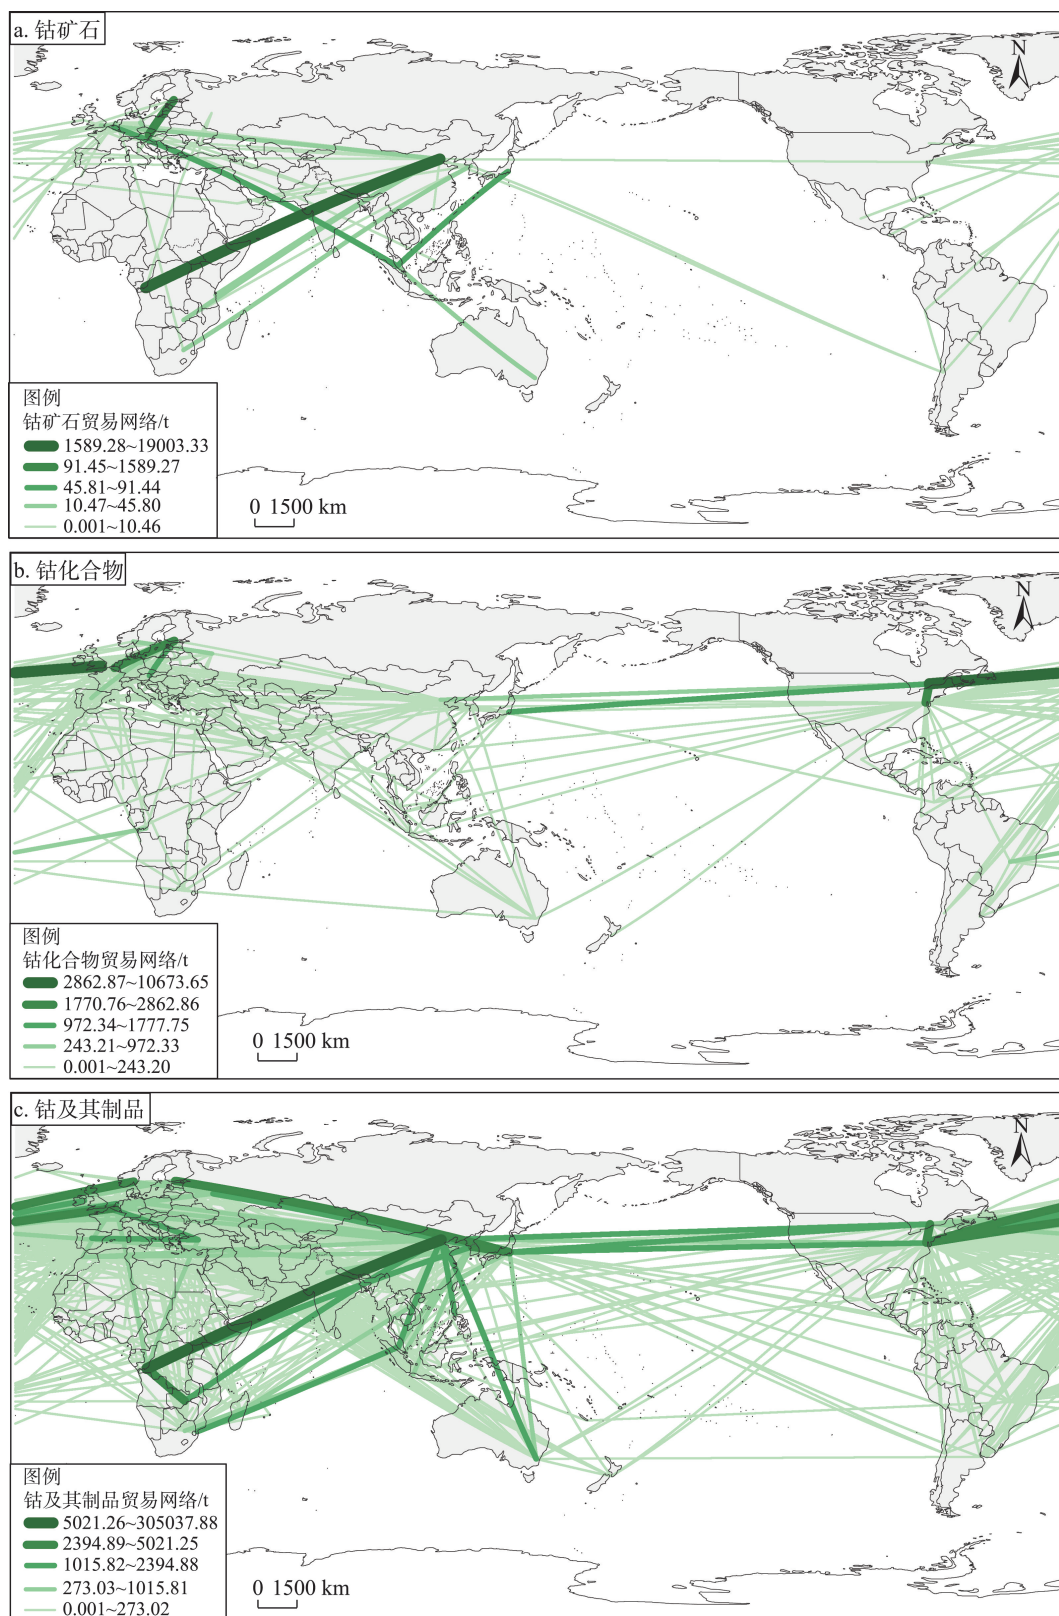 a. 钴矿石
N
图例
钴矿石贸易网络/t
1589.28~19003.33
91.45~1589.27
45.81~91.44
10.47~45.80
0.001~10.46
0 1500 km
b. 钴化合物
N
图例
钴化合物贸易网络/t
2862.87~10673.65
1770.76~2862.86
972.34~1777.75
243.21~972.33
0.001~243.20
0 1500 km
c. 钴及其制品
N
图例
钴及其制品贸易网络/t
5021.26~305037.88
2394.89~5021.25
1015.82~2394.88
273.03~1015.81
0.001~273.02
0 1500 km